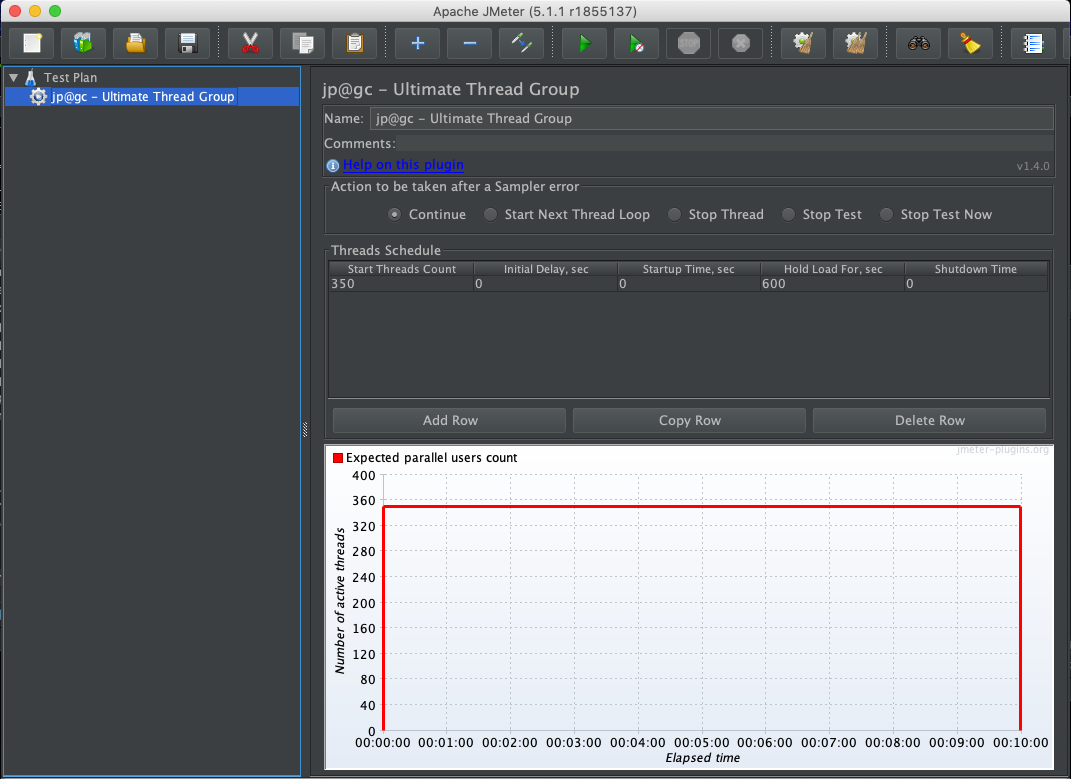 Apache JMeter (5.1.1 r1855137)
STOP
Test Plan
jp@gc – Ultimate Thread Group
jp@gc – Ultimate Thread Group
Name: jp@gc – Ultimate Thread Group
Comments:
Help on this plugin v1.4.0
Action to be taken after a Sampler error
Continue Start Next Thread Loop Stop Thread Stop Test Stop Test Now
Threads Schedule
Start Threads Count Initial Delay, sec Startup Time, sec Hold Load For, sec Shutdown Time
350 0 0 600 0
Add Row Copy Row Delete Row
jmeter-plugins.org
Expected parallel users count
400
360
320
280
240
200
160
120
80
40
0
Number of active threads
00:00:00 00:01:00 00:02:00 00:03:00 00:04:00 00:05:00 00:06:00 00:07:00 00:08:00 00:09:00 00:10:00
Elapsed time